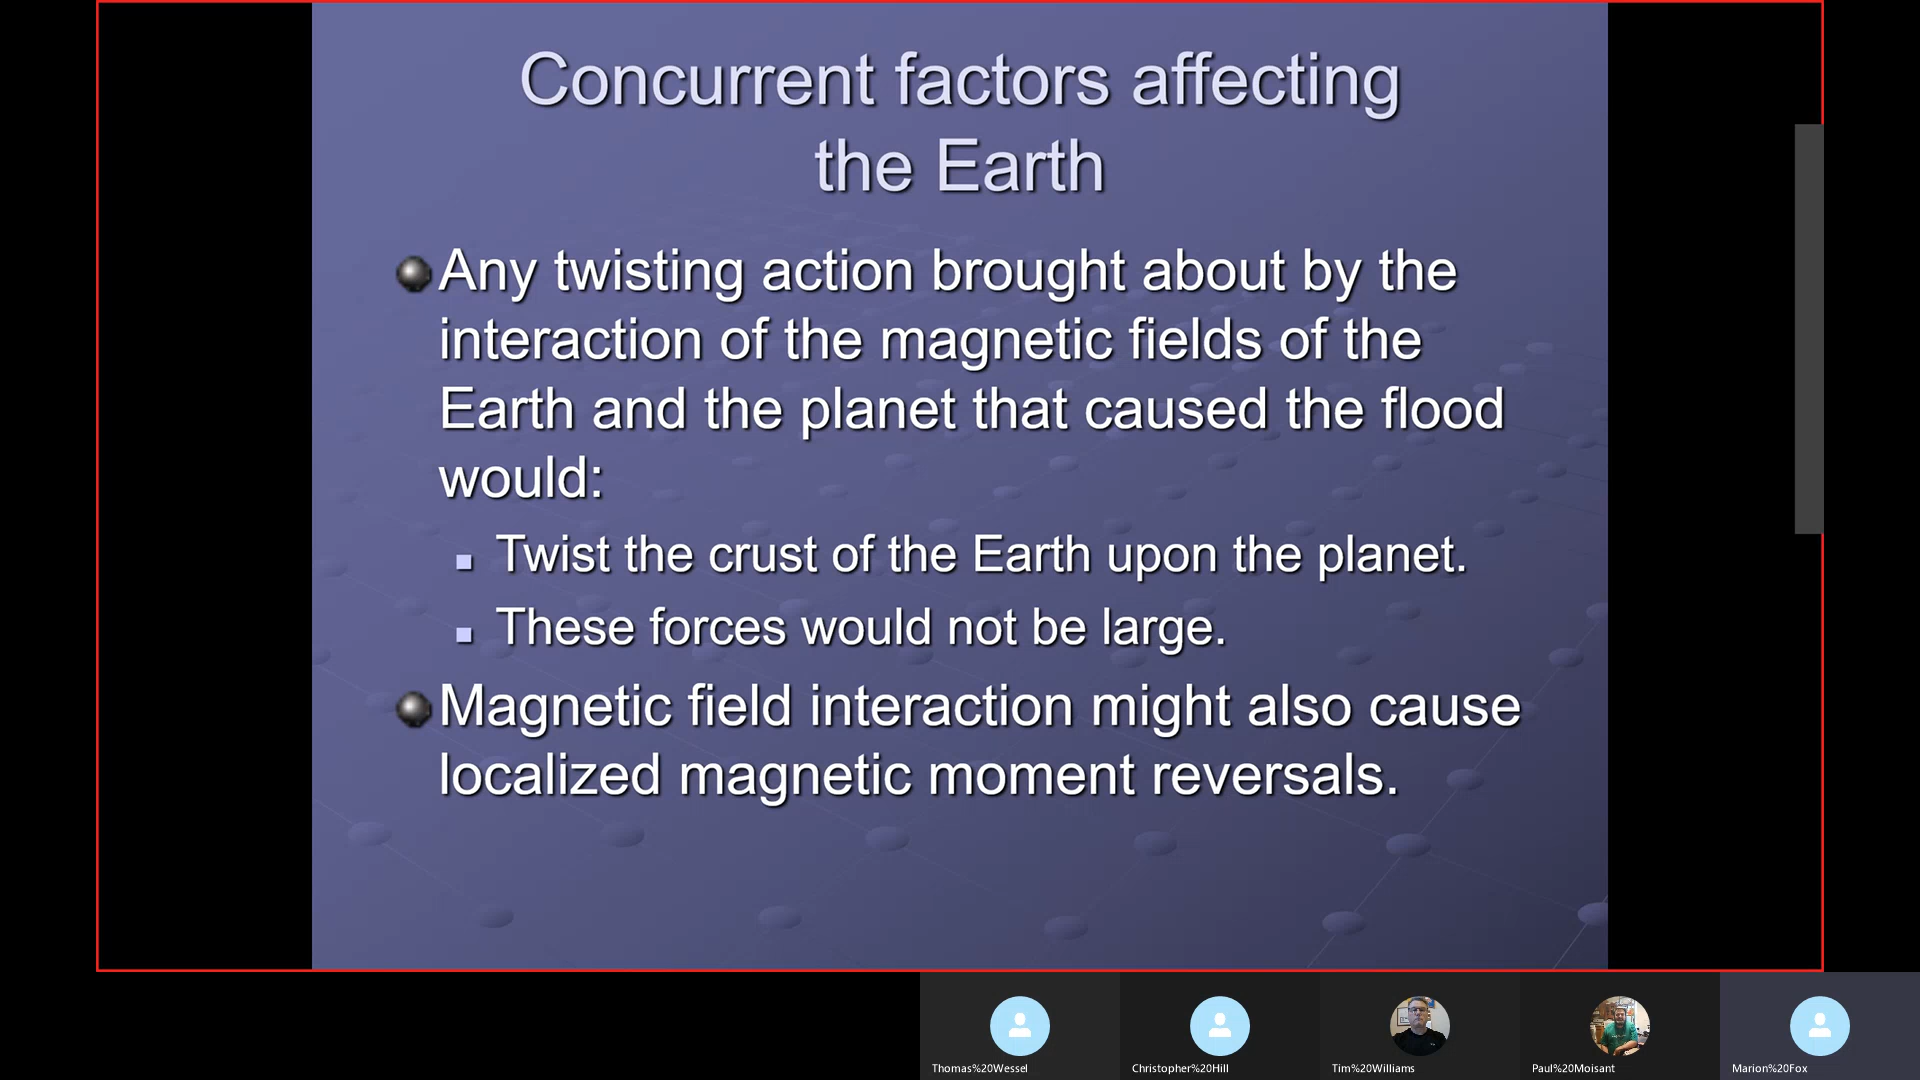 Concurrent factors affecting
the Earth
Any twisting action brought about by the
interaction of the magnetic fields of the
Earth and the planet that caused the flood
would:
Twist the crust of the Earth upon the planet.
These forces would not be large.
Magnetic field interaction might also cause
localized magnetic moment reversals.
Thomas%20Wessel
Christopher%20Hill
Tim%20Williams
Paul%20Moisant
Marion%20Fox